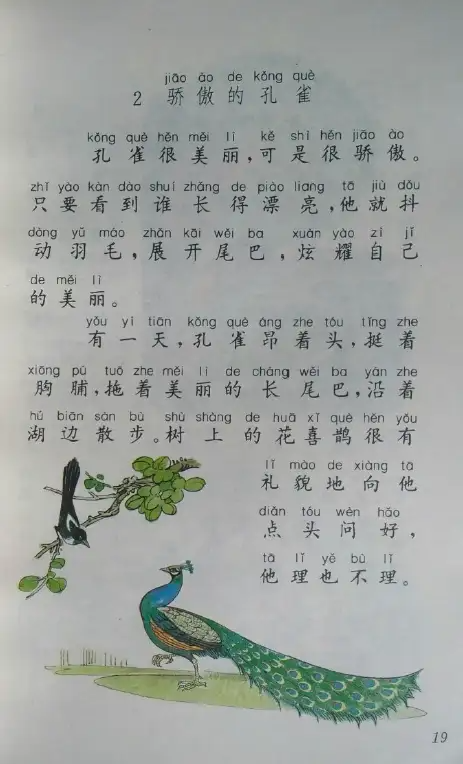 jiāo ào de kǒng què
2 骄傲的孔雀
kǒng què hěn měi lì kě shì hěn jiāo ào
孔雀很美丽,可是很骄傲。
zhǐ yào kàn dào shuí zhǎng de piào liang tā jiù dǒu
只要看到谁长得漂亮,他就抖
dòng yǔ máo zhǎn kāi wěi ba xuàn yào zì jǐ
动羽毛,展开尾巴,炫耀自己
de měi lì
的美丽。
yǒu yì tiān kǒng què áng zhe tóu tǐng zhe
有一天,孔雀昂着头,挺着
xiōng pú tuō zhe měi lì de cháng wěi ba yán zhe
胸脯,拖着美丽的长尾巴,沿着
hú biān sàn bù shù shàng de huā xǐ què hěn yǒu
湖边散步。树上的花喜鹊很有
lǐ mào de xiàng tā
礼貌地向他
diǎn tóu wèn hǎo
点头问好,
tā lǐ yě bù lǐ
他理也不理。
19